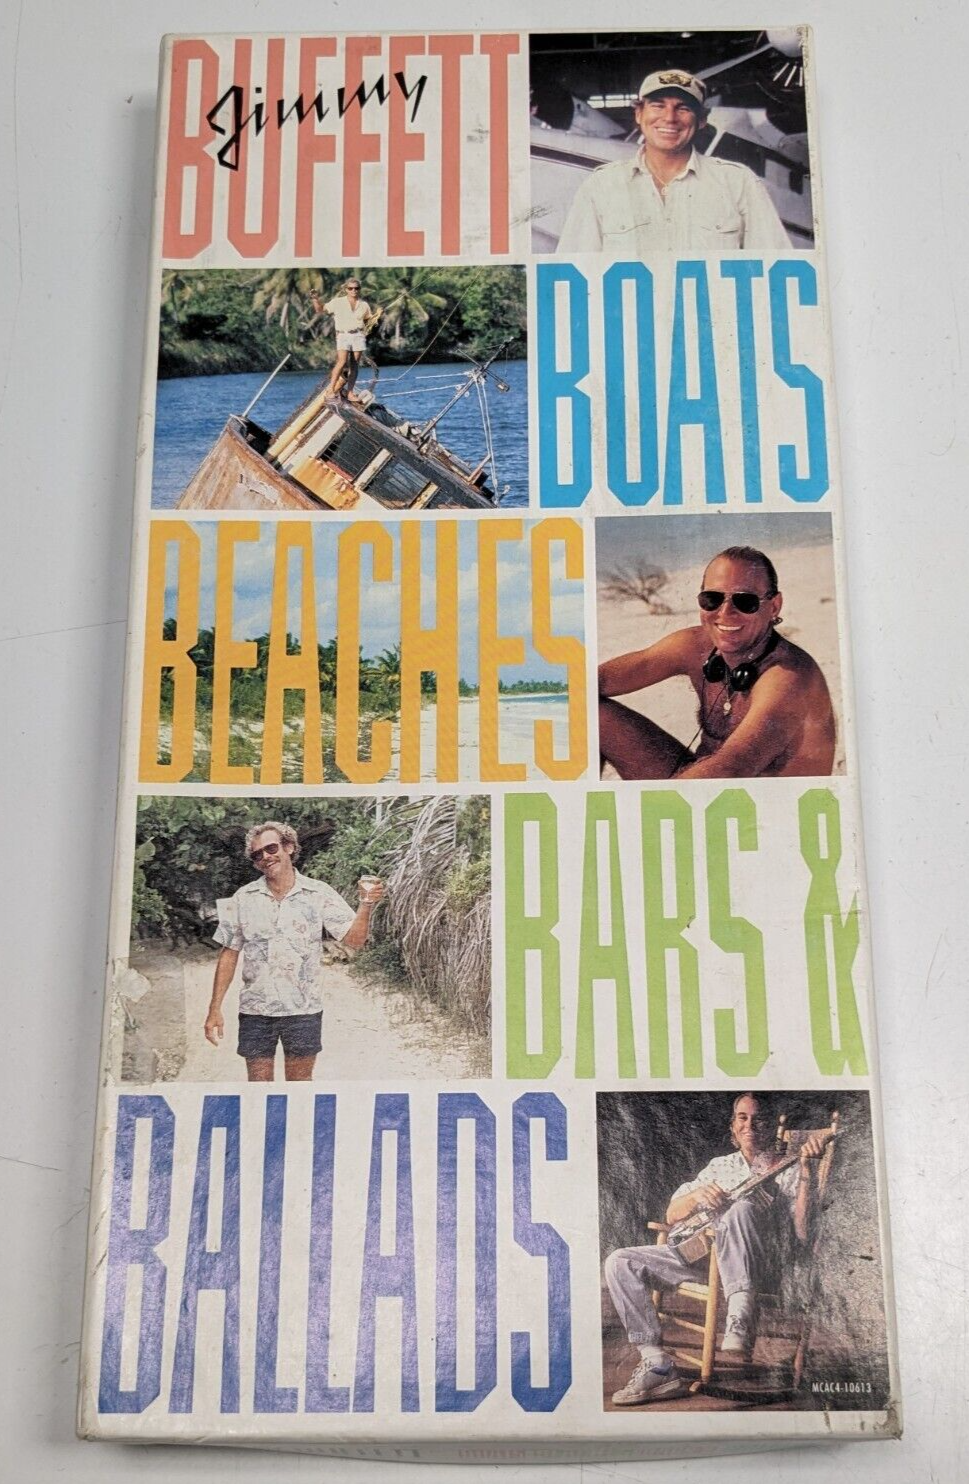 Jimmy
BUFFETT
BOATS
BEACHES
BARS &
BALLADS
MCAC4-10613